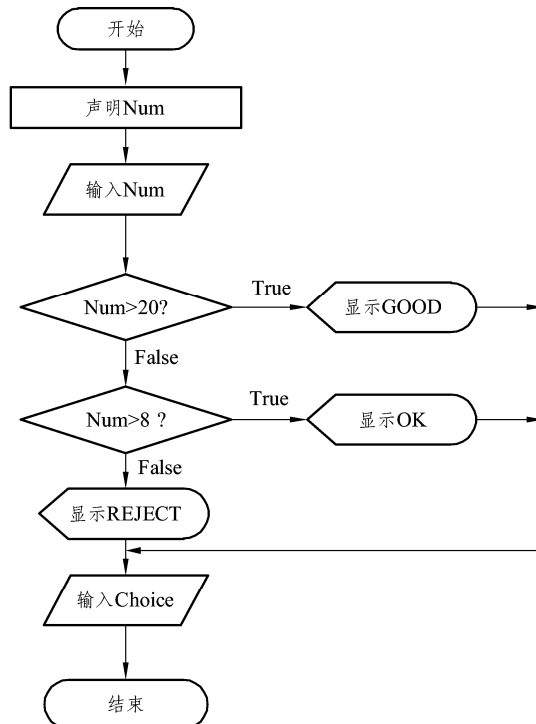 开始
声明Num
输入Num
Num>20?
True
显示GOOD
False
Num>8 ?
True
显示OK
False
显示REJECT
输入Choice
结束